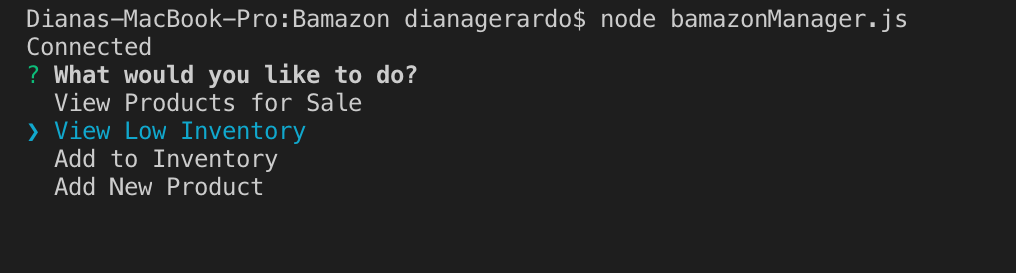 Dianas-MacBook-Pro:Bamazon dianagerardo$ node bamazonManager.js
Connected
? What would you like to do?
View Products for Sale
❯ View Low Inventory
Add to Inventory
Add New Product